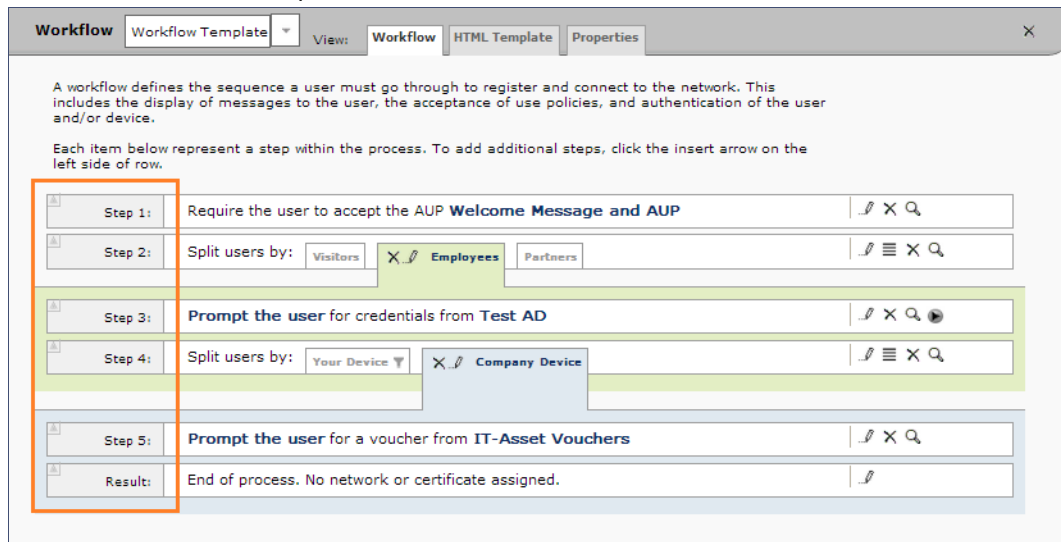 Workflow Workflow Template View: Workflow HTML Template Properties
A workflow defines the sequence a user must go through to register and connect to the network. This
includes the display of messages to the user, the acceptance of use policies, and authentication of the user
and/or device.
Each item below represent a step within the process. To add additional steps, click the insert arrow on the
left side of row.
Step 1: Require the user to accept the AUP Welcome Message and AUP
Step 2: Split users by: Visitors Employees Partners
Step 3: Prompt the user for credentials from Test AD
Step 4: Split users by: Your Device Company Device
Step 5: Prompt the user for a voucher from IT-Asset Vouchers
Result: End of process. No network or certificate assigned.